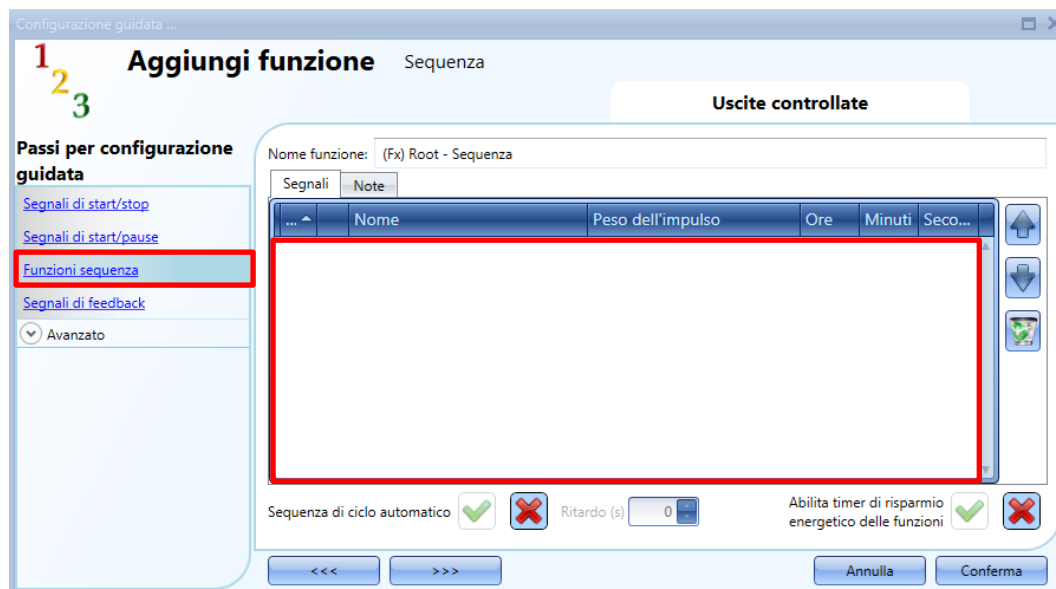 Configurazione guidata ...
1 2 3
Aggiungi funzione Sequenza
Uscite controllate
Passi per configurazione
guidata
Segnali di start/stop
Segnali di start/pause
Funzioni sequenza
Segnali di feedback
Avanzato
Nome funzione: (Fx) Root - Sequenza
Segnali Note
... Nome Peso dell'impulso Ore Minuti Seco...
Sequenza di ciclo automatico Ritardo (s) 0
Abilita timer di risparmio
energetico delle funzioni
<<< >>> Annulla Conferma